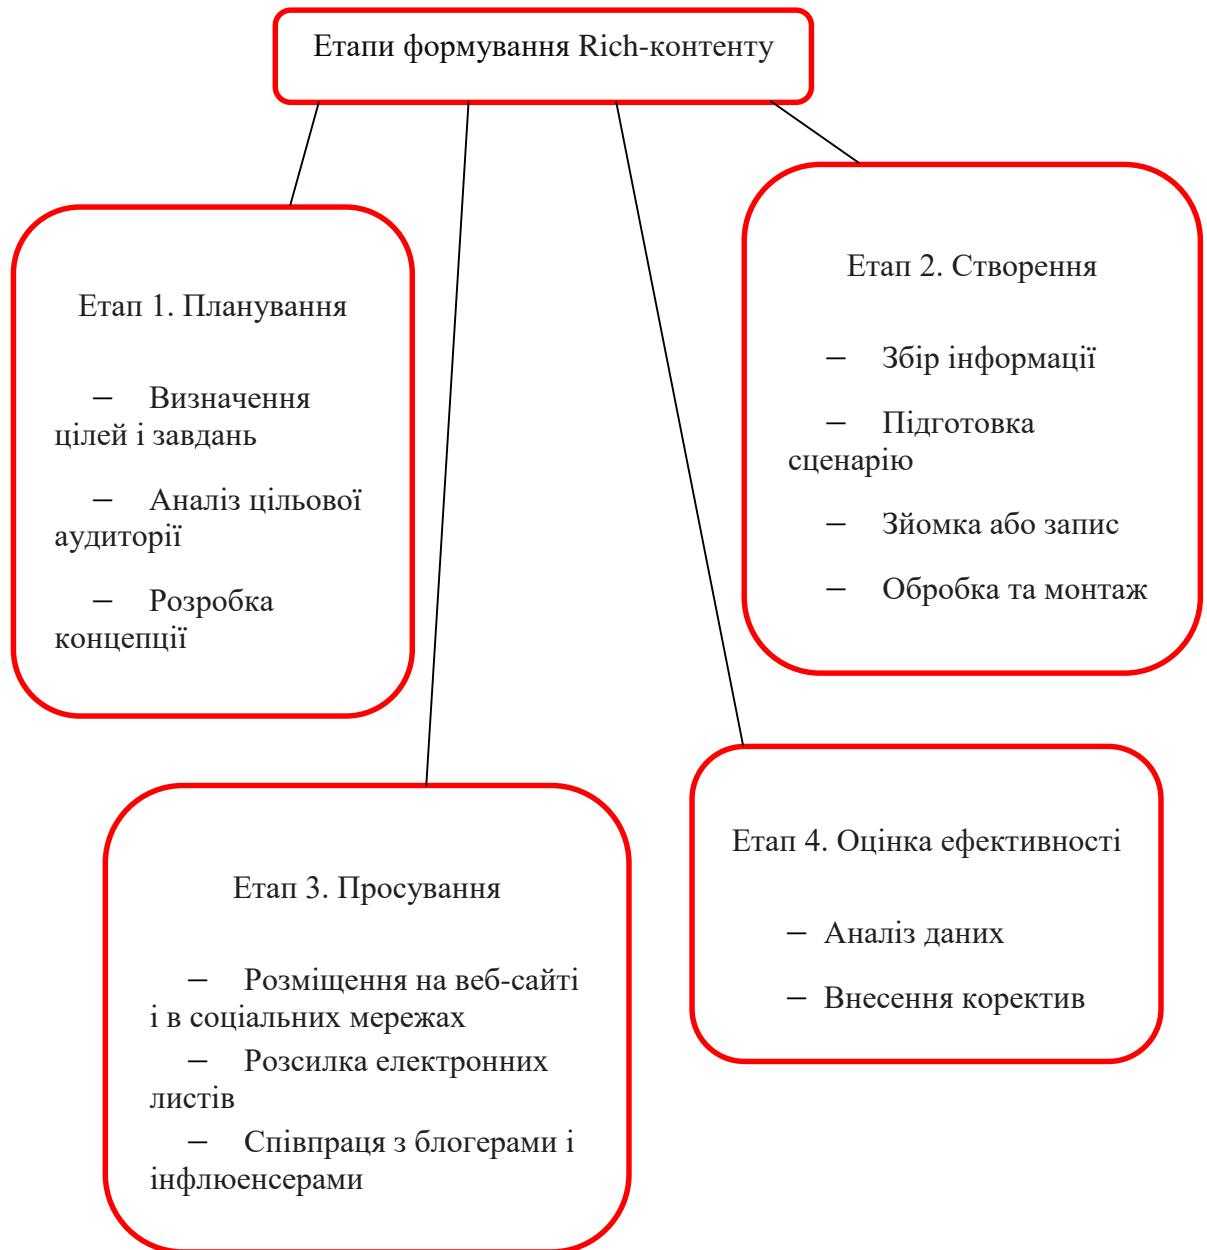 Етапи формування Rich-контенту
Етап 1. Планування
– Визначення
цілей і завдань
– Аналіз цільової
аудиторії
– Розробка
концепції
Етап 2. Створення
– Збір інформації
– Підготовка
сценарію
– Зйомка або запис
– Обробка та монтаж
Етап 3. Просування
– Розміщення на веб-сайті
і в соціальних мережах
– Розсилка електронних
листів
– Співпраця з блогерами і
інфлюенсерами
Етап 4. Оцінка ефективності
– Аналіз даних
– Внесення коректив